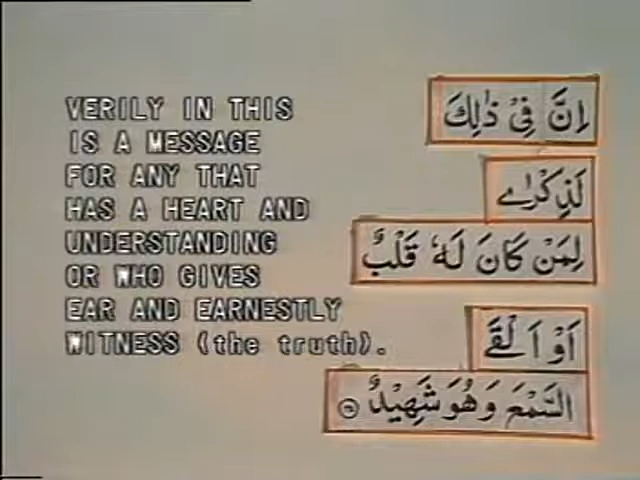 VERILY IN THIS
IS A MESSAGE
FOR ANY THAT
HAS A HEART AND
UNDERSTANDING
OR WHO GIVES
EAR AND EARNESTLY
WITNESS (the truth).
اِنَّ فِیْ ذٰلِكَ
لَذِكْرٰے
لِمَنْ كَانَ لَهٗ قَلْبٌ
اَوْ اَلْقَے
السَّمْعَ وَهُوَ شَهِيْدٌ